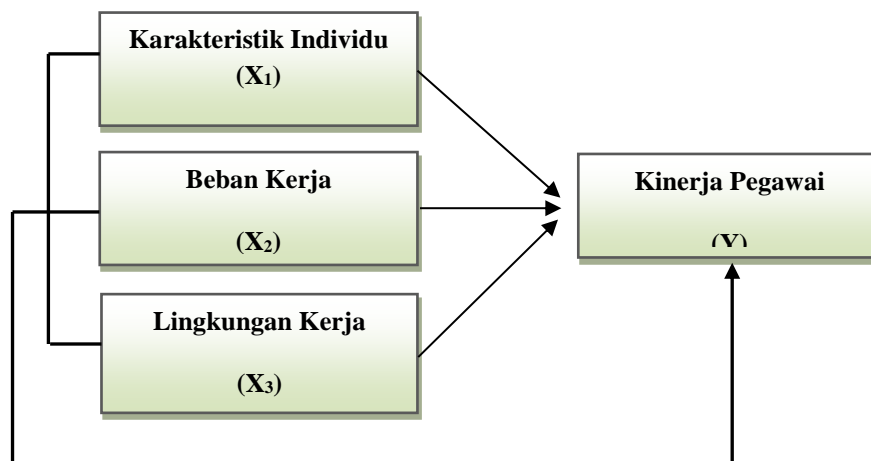 Karakteristik Individu
(X₁)
Beban Kerja
(X₂)
Lingkungan Kerja
(X₃)
Kinerja Pegawai
(Y)